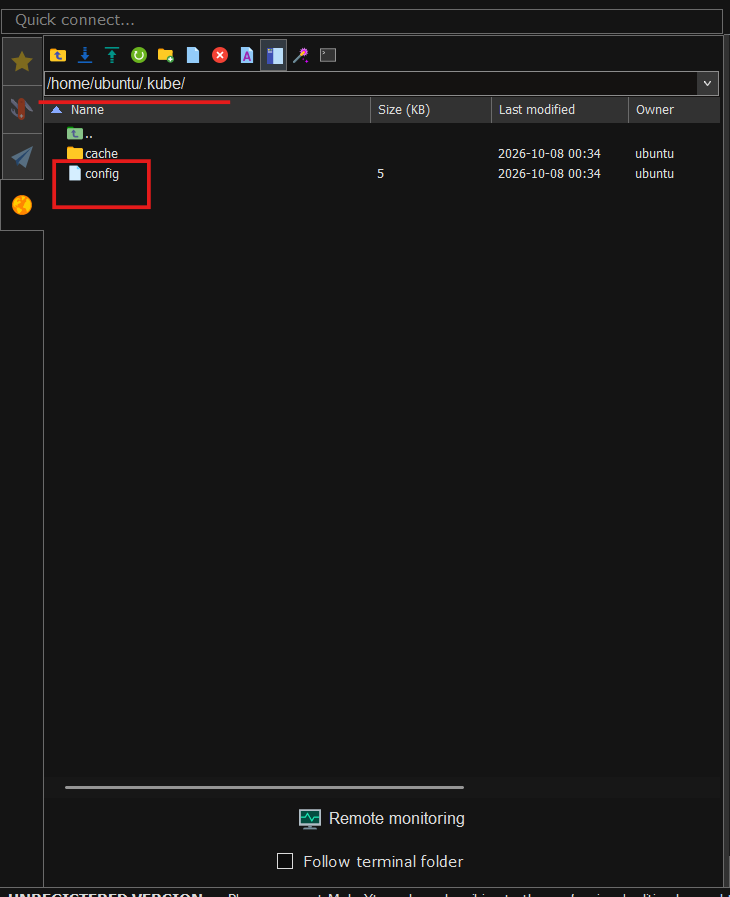 Quick connect...
/home/ubuntu/.kube/
Name Size (KB) Last modified Owner
..
cache 2026-10-08 00:34 ubuntu
config 5 2026-10-08 00:34 ubuntu
Remote monitoring
Follow terminal folder
UNREGISTERED VERSION